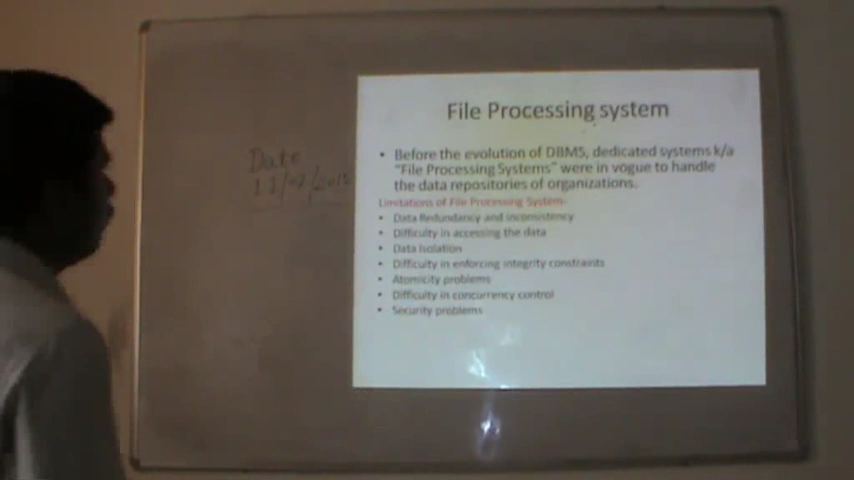 File Processing system
• Before the evolution of DBMS, dedicated systems k/a
"File Processing Systems" were in vogue to handle
the data repositories of organizations.
Limitations of File Processing System-
• Data Redundancy and inconsistency
• Difficulty in accessing the data
• Data isolation
• Difficulty in enforcing integrity constraints
• Atomicity problems
• Difficulty in concurrency control
• Security problems
Date